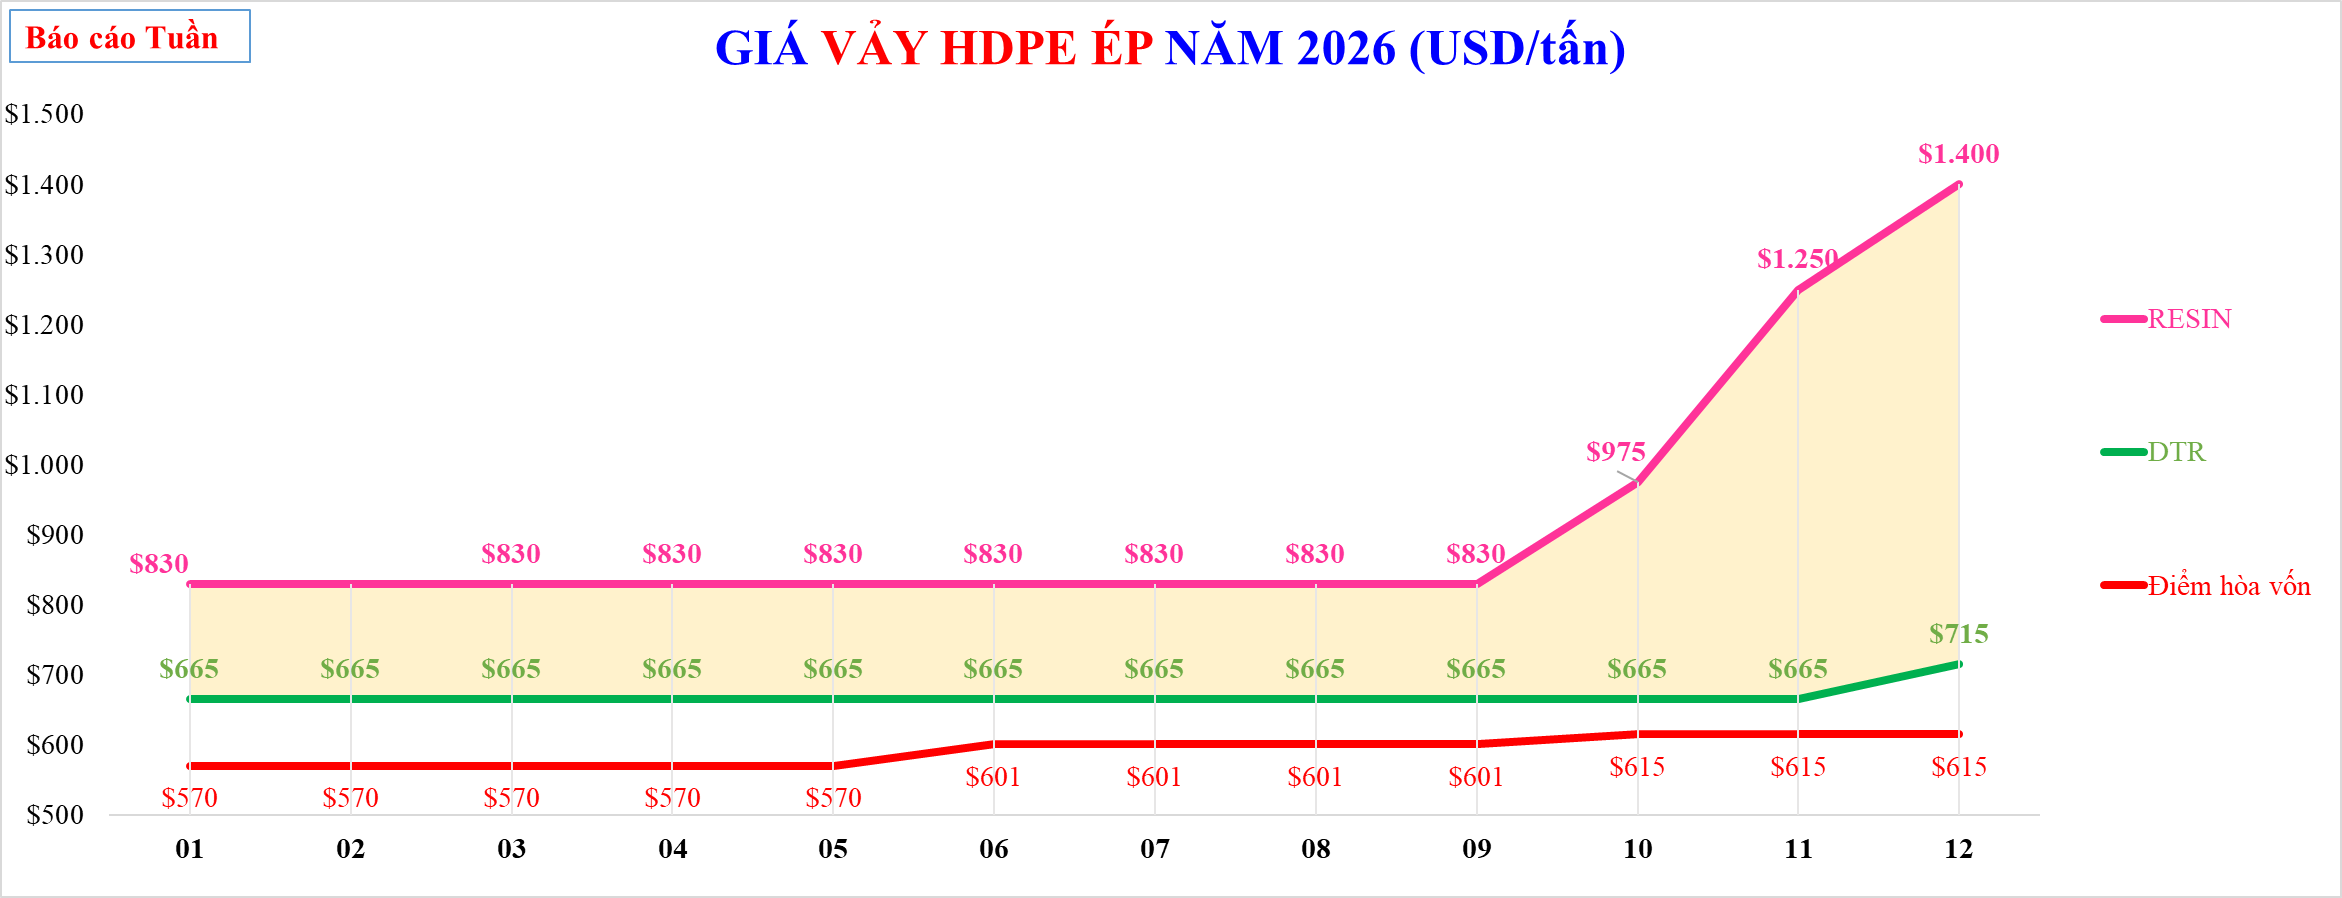 Báo cáo Tuần
GIÁ VẢY HDPE ÉP NĂM 2026 (USD/tấn)
$1.500
$1.400
$1.300
$1.200
$1.100
$1.000
$900
$800
$700
$600
$500
$830 $830 $830 $830 $830 $830 $830 $830 $975 $1.250 $1.400
$665 $665 $665 $665 $665 $665 $665 $665 $665 $665 $665 $715
$570 $570 $570 $570 $570 $601 $601 $601 $601 $615 $615 $615
01 02 03 04 05 06 07 08 09 10 11 12
RESIN
DTR
Điểm hòa vốn